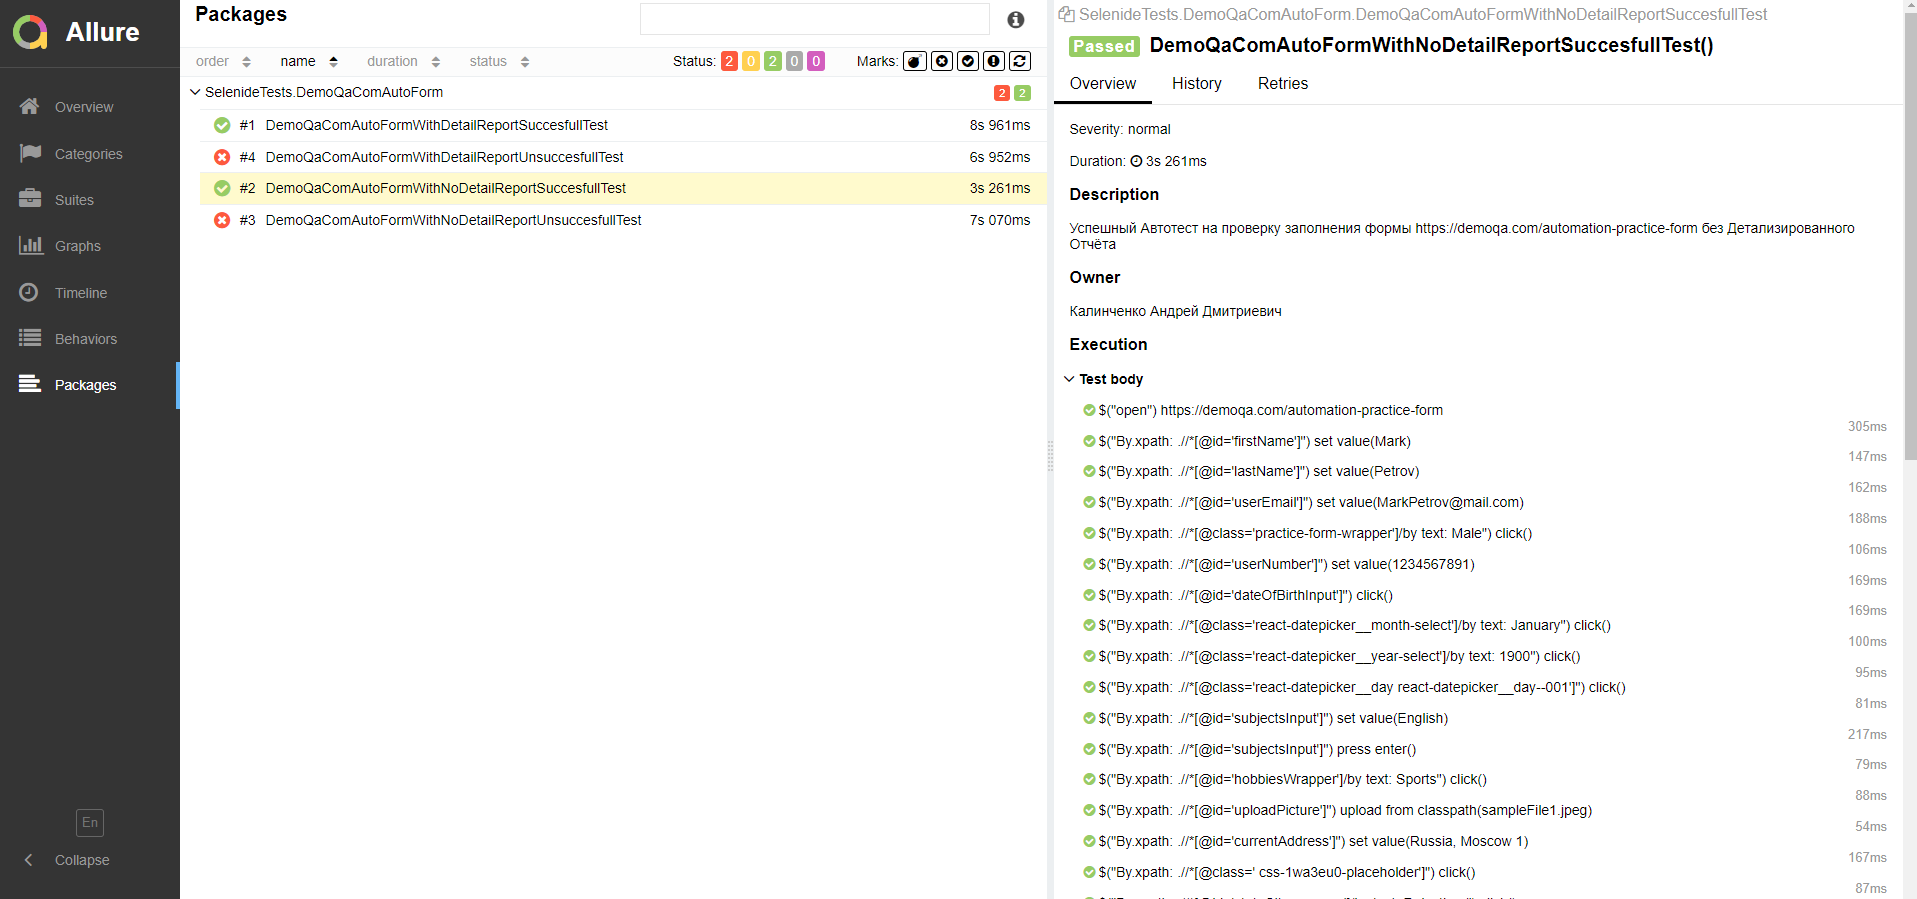 Allure
Overview
Categories
Suites
Graphs
Timeline
Behaviors
Packages
En
Collapse
Packages
order name duration status Status: 2 0 2 0 0 Marks:
SelenideTests.DemoQaComAutoForm 2 2
#1 DemoQaComAutoFormWithDetailReportSuccesfullTest 8s 961ms
#4 DemoQaComAutoFormWithDetailReportUnsuccesfullTest 6s 952ms
#2 DemoQaComAutoFormWithNoDetailReportSuccesfullTest 3s 261ms
#3 DemoQaComAutoFormWithNoDetailReportUnsuccesfullTest 7s 070ms
SelenideTests.DemoQaComAutoForm.DemoQaComAutoFormWithNoDetailReportSuccesfullTest
Passed DemoQaComAutoFormWithNoDetailReportSuccesfullTest()
Overview History Retries
Severity: normal
Duration: 3s 261ms
Description
Успешный Автотест на проверку заполнения формы https://demoqa.com/automation-practice-form без Детализированного
Отчёта
Owner
Калинченко Андрей Дмитриевич
Execution
Test body
$("open") https://demoqa.com/automation-practice-form
305ms
$("By.xpath: .//*[@id='firstName']") set value(Mark)
147ms
$("By.xpath: .//*[@id='lastName']") set value(Petrov)
162ms
$("By.xpath: .//*[@id='userEmail']") set value(MarkPetrov@mail.com)
188ms
$("By.xpath: .//*[@class='practice-form-wrapper']/by text: Male") click()
106ms
$("By.xpath: .//*[@id='userNumber']") set value(1234567891)
169ms
$("By.xpath: .//*[@id='dateOfBirthInput']") click()
169ms
$("By.xpath: .//*[@class='react-datepicker__month-select']/by text: January") click()
100ms
$("By.xpath: .//*[@class='react-datepicker__year-select']/by text: 1900") click()
95ms
$("By.xpath: .//*[@class='react-datepicker__day react-datepicker__day--001']") click()
81ms
$("By.xpath: .//*[@id='subjectsInput']") set value(English)
217ms
$("By.xpath: .//*[@id='subjectsInput']") press enter()
79ms
$("By.xpath: .//*[@id='hobbiesWrapper']/by text: Sports") click()
88ms
$("By.xpath: .//*[@id='uploadPicture']") upload from classpath(sampleFile1.jpeg)
54ms
$("By.xpath: .//*[@id='currentAddress']") set value(Russia, Moscow 1)
167ms
$("By.xpath: .//*[@class=' css-1wa3eu0-placeholder']") click()
87ms